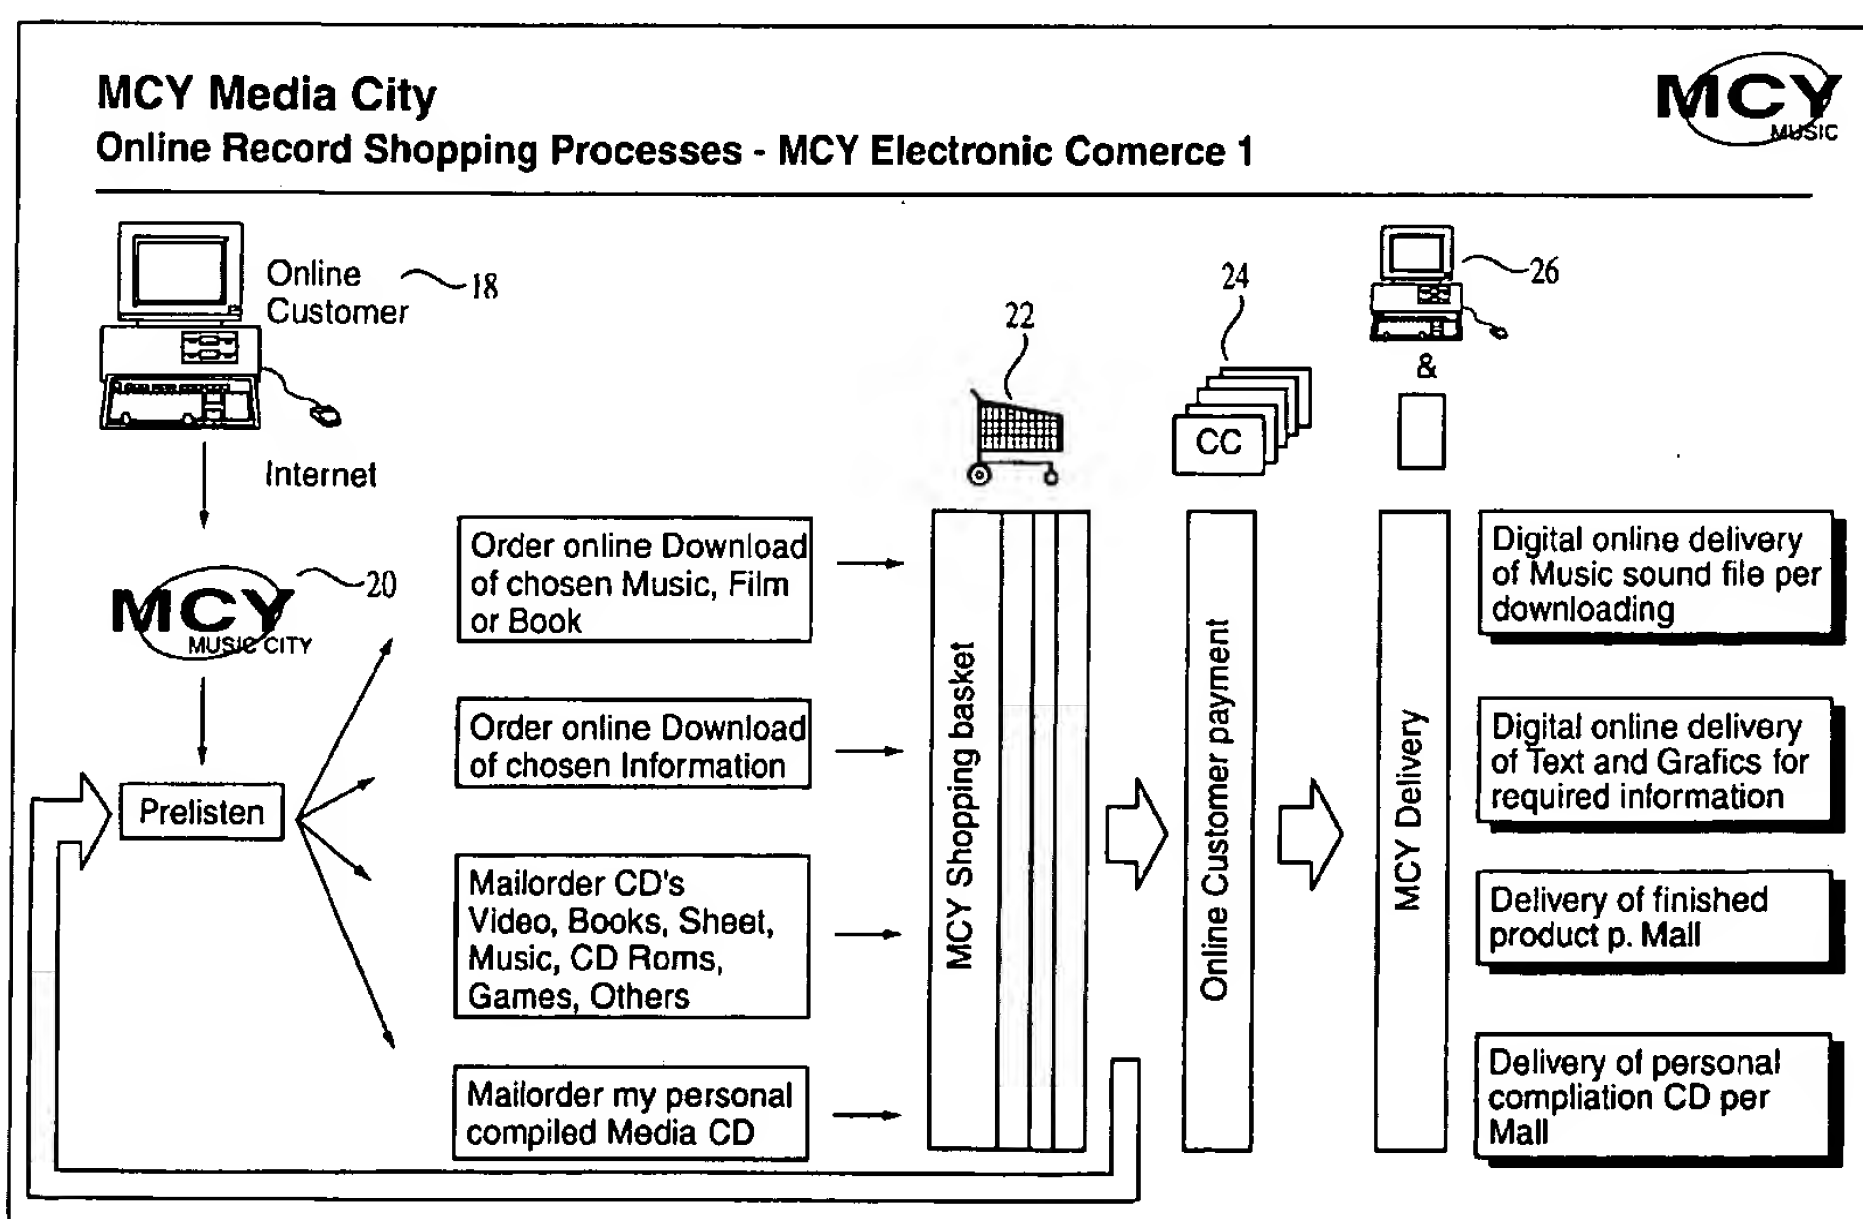 MCY Media City
Online Record Shopping Processes - MCY Electronic Comerce 1
MCY
MUSIC
Online
Customer
18
Internet
MCY
MUSIC CITY
20
Prelisten
Order online Download
of chosen Music, Film
or Book
Order online Download
of chosen Information
Mailorder CD's
Video, Books, Sheet,
Music, CD Roms,
Games, Others
Mailorder my personal
compiled Media CD
22
MCY Shopping basket
24
CC
Online Customer payment
26
&
MCY Delivery
Digital online delivery
of Music sound file per
downloading
Digital online delivery
of Text and Grafics for
required information
Delivery of finished
product p. Mall
Delivery of personal
compliation CD per
Mall